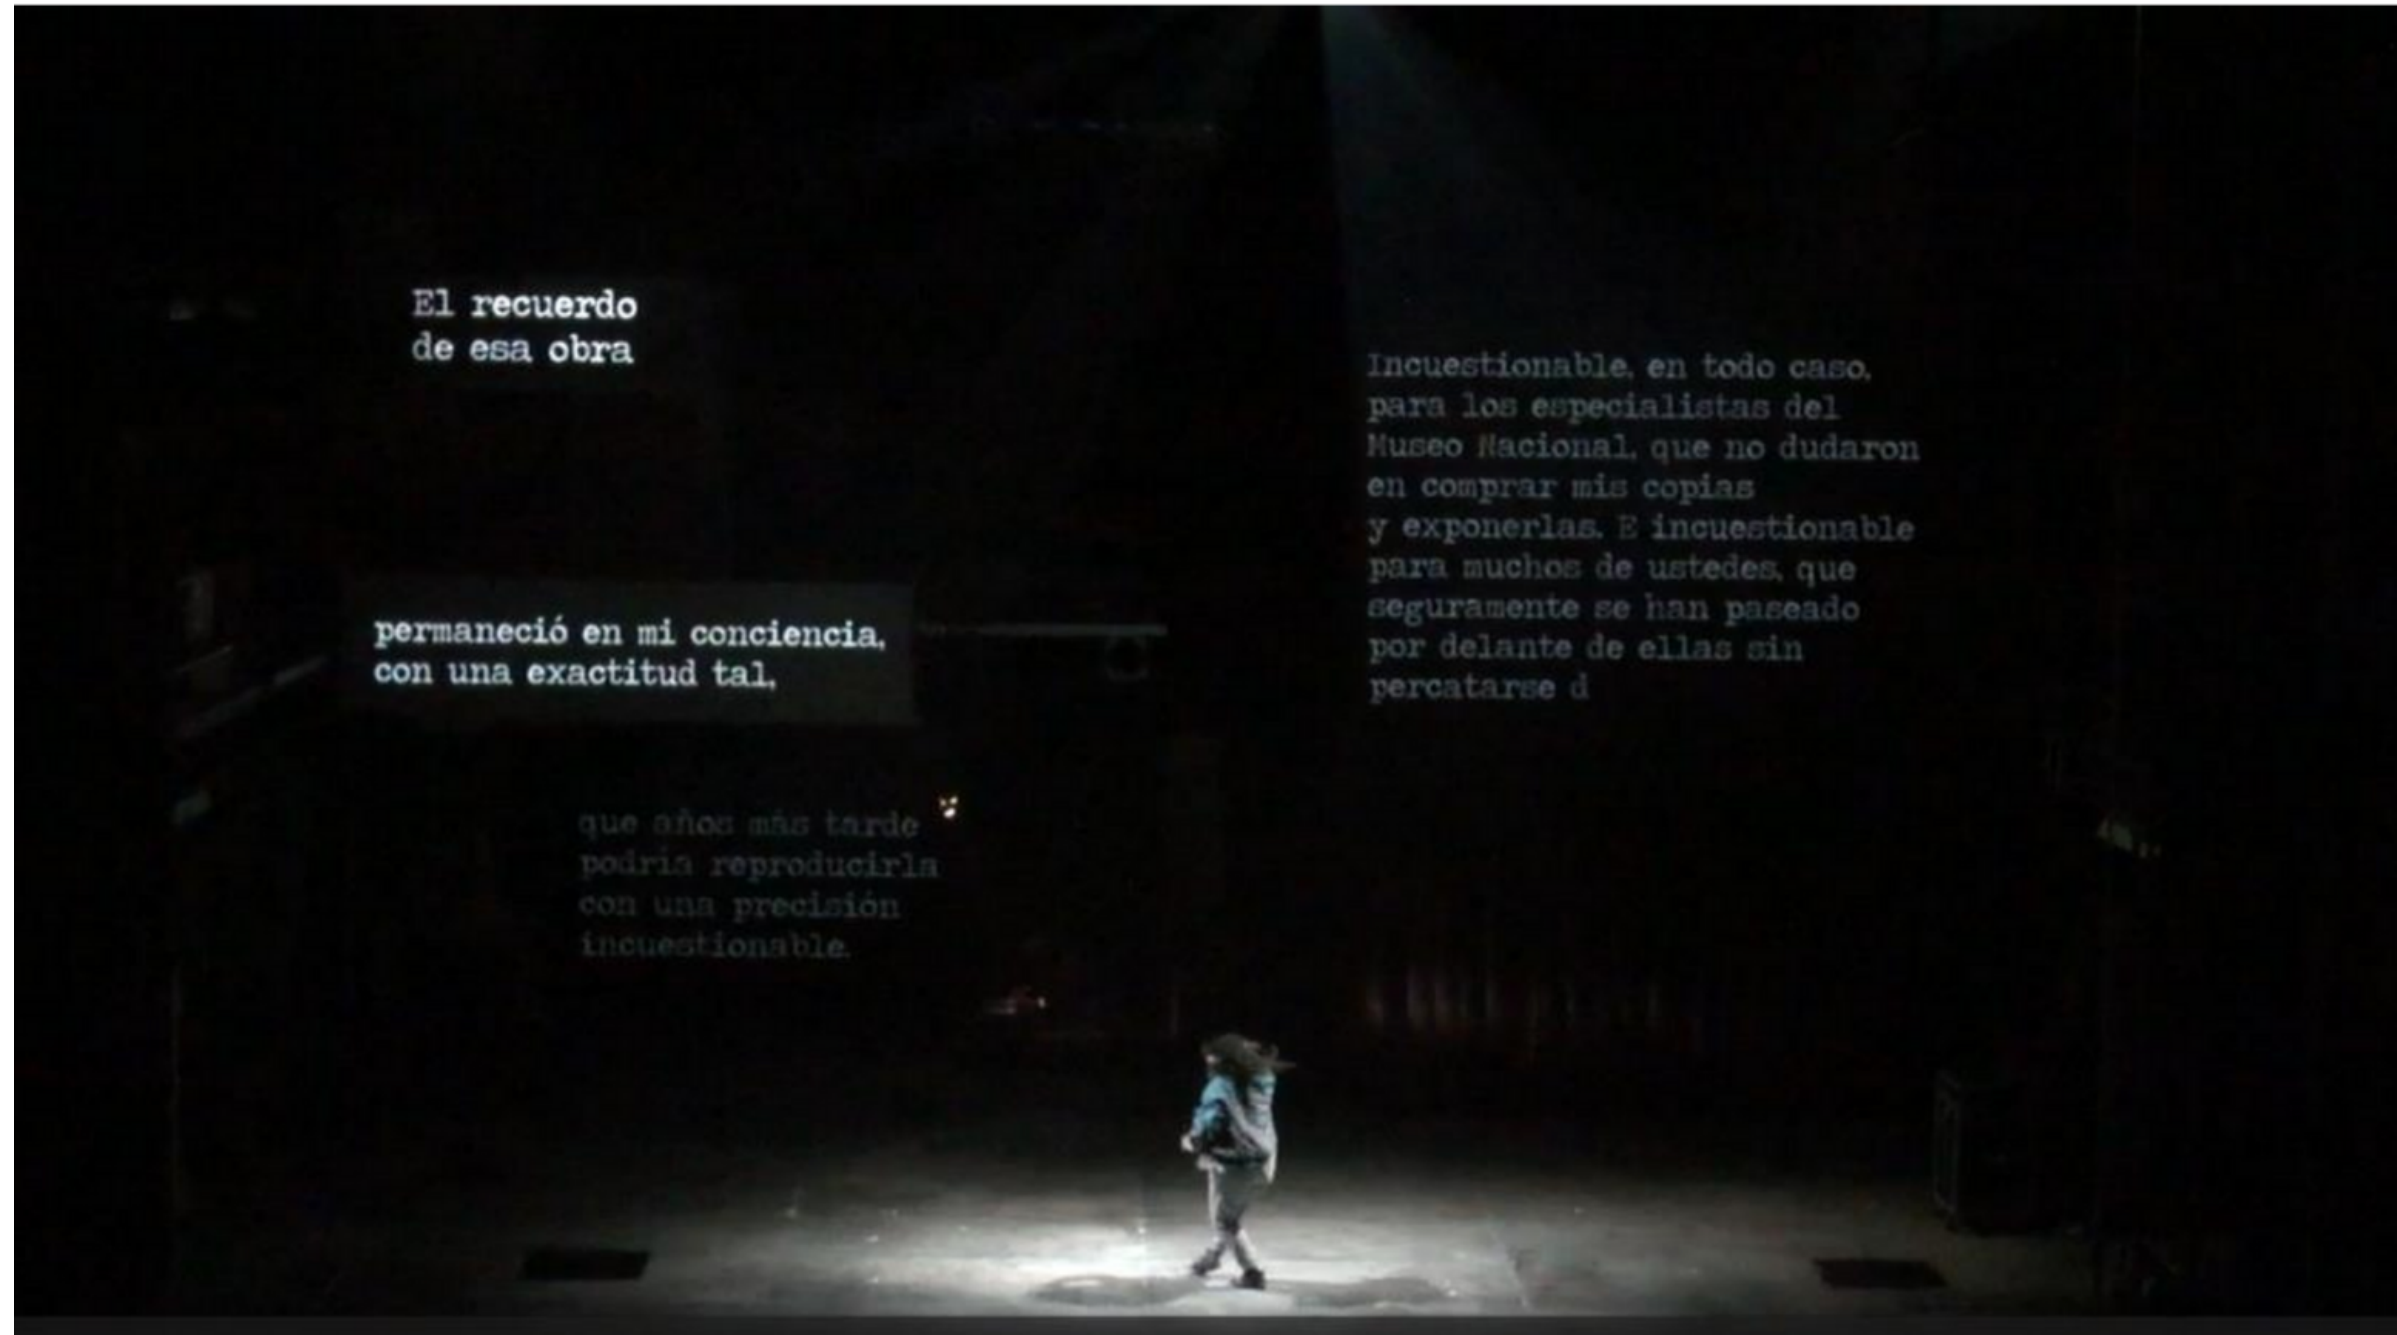 El recuerdo
de esa obra
permaneció en mi conciencia,
con una exactitud tal,
que años más tarde
podría reproducirla
con una precisión
incuestionable.
Incuestionable, en todo caso,
para los especialistas del
Museo Nacional, que no dudaron
en comprar mis copias
y exponerlas. E incuestionable
para muchos de ustedes, que
seguramente se han paseado
por delante de ellas sin
percatarse d